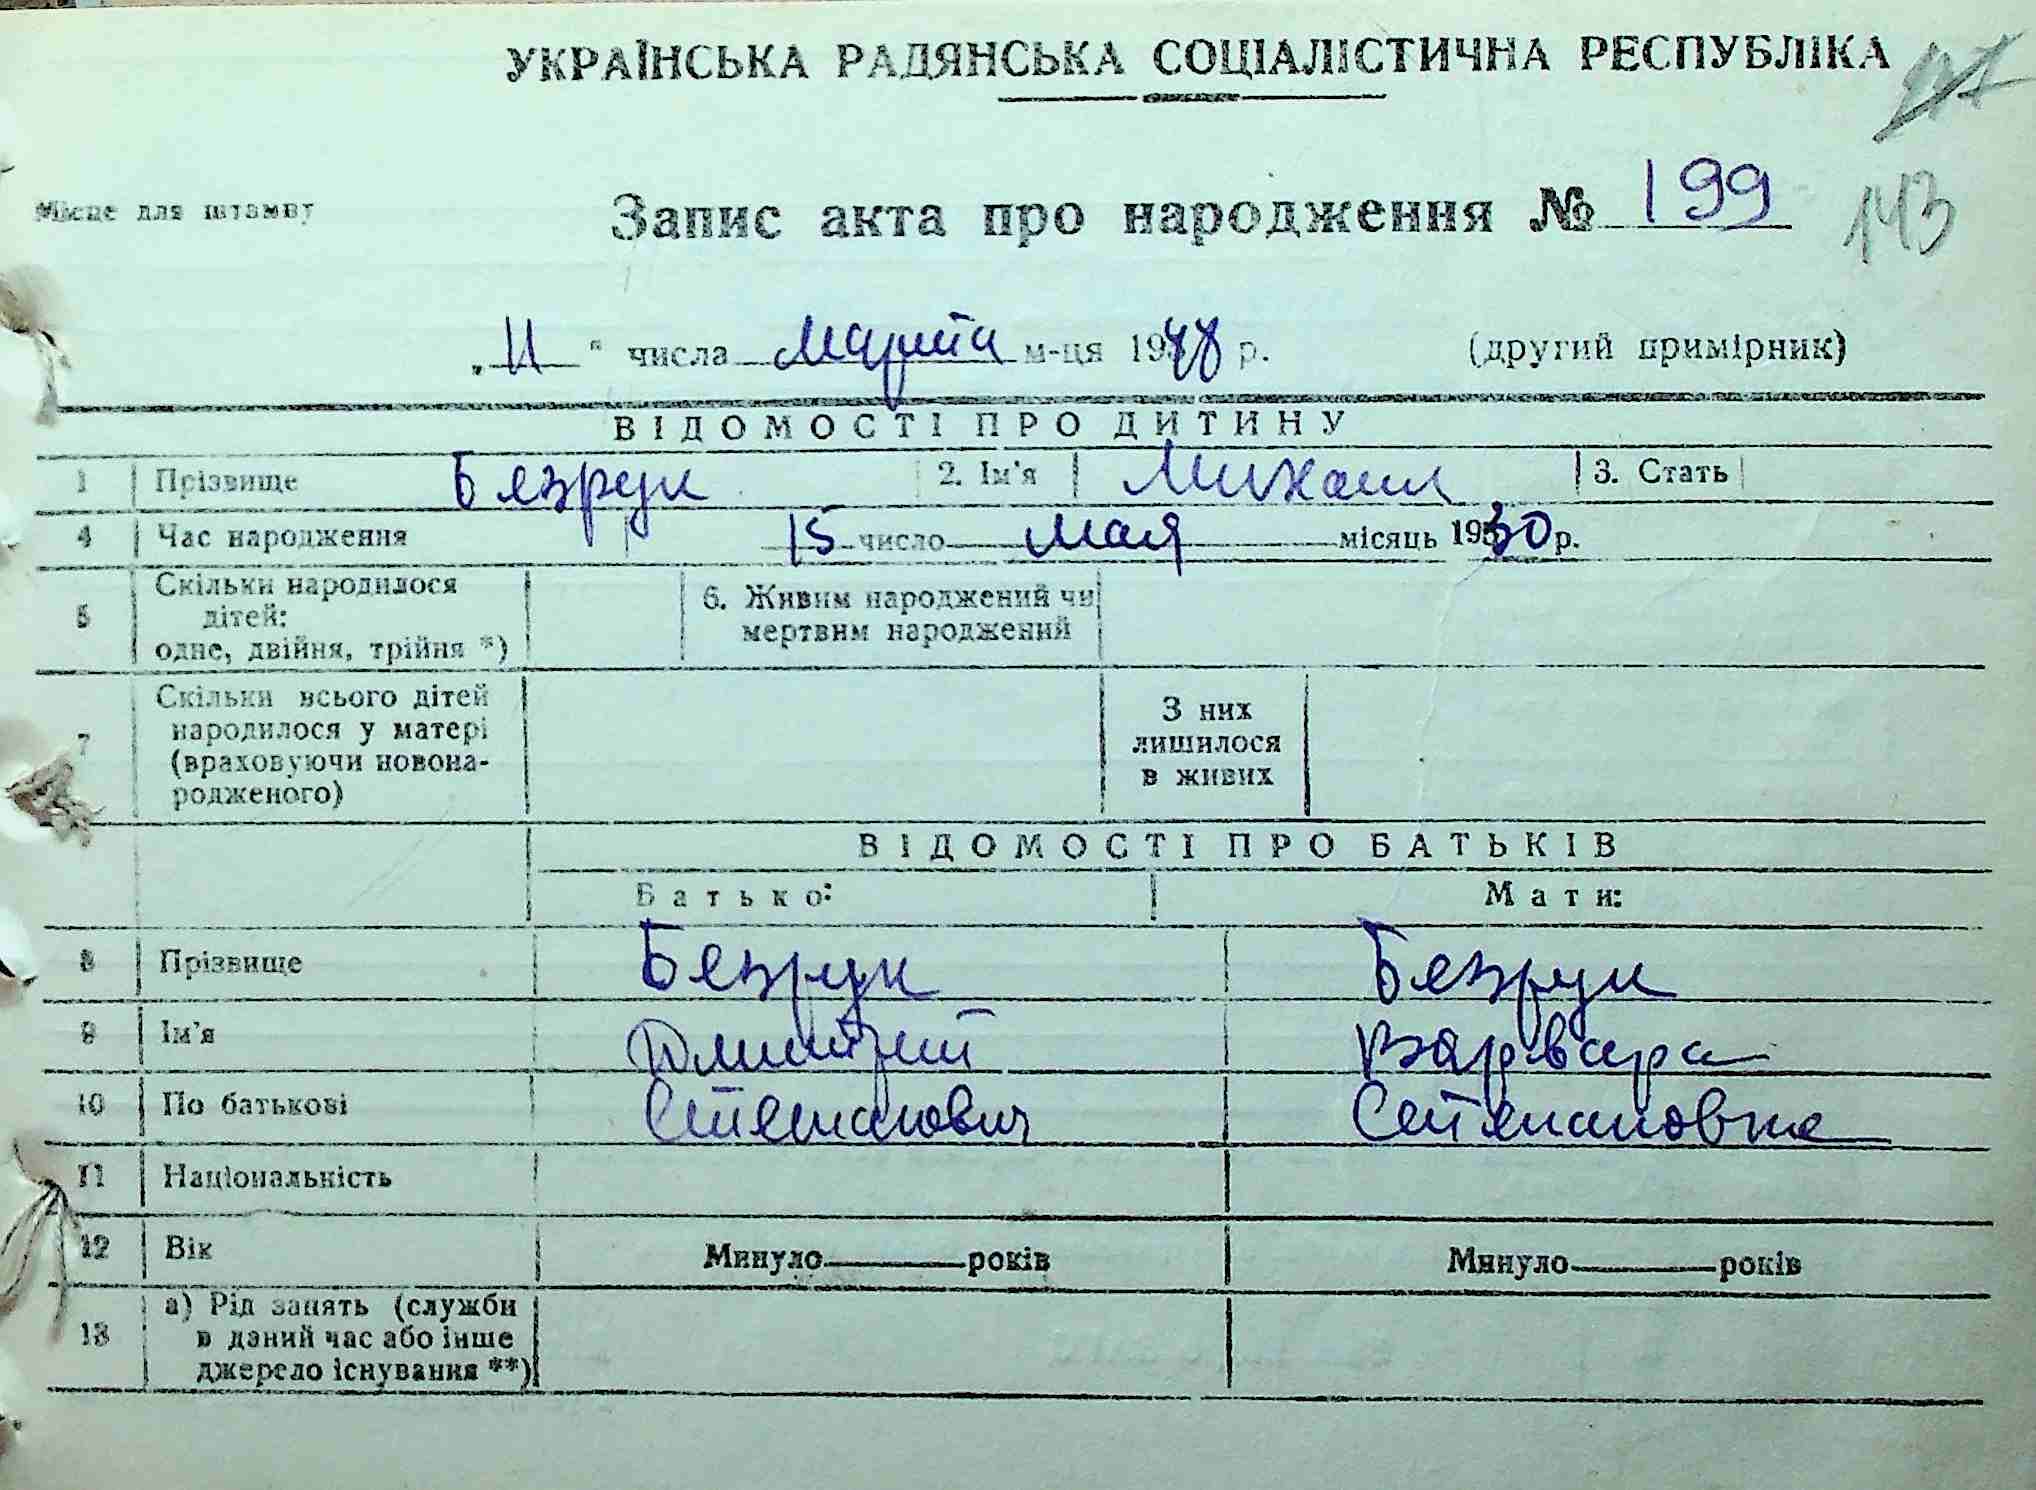 УКРАЇНСЬКА РАДЯНСЬКА СОЦІАЛІСТИЧНА РЕСПУБЛІКА
Місце для штампу
Запис акта про народження № 199
143
„11“ числа Марта м-ця 1948 р. (другий примірник)
ВІДОМОСТІ ПРО ДИТИНУ
1 Прізвище Безрук 2. Ім'я Михаил 3. Стать
4 Час народження 15 число Мая місяць 1930 р.
5 Скільки народилося дітей: одне, двійня, трійня *) 6. Живим народжений чи мертвим народжений
7 Скільки всього дітей народилося у матері (враховуючи новонародженого) З них лишилося в живих
ВІДОМОСТІ ПРО БАТЬКІВ
Батько: Мати:
8 Прізвище Безрук Безрук
9 Ім'я Дмитрий Варвара
10 По батькові Степанович Степановна
11 Національність
12 Вік Минуло років Минуло років
13 а) Рід занять (служби в даний час або інше джерело існування **)